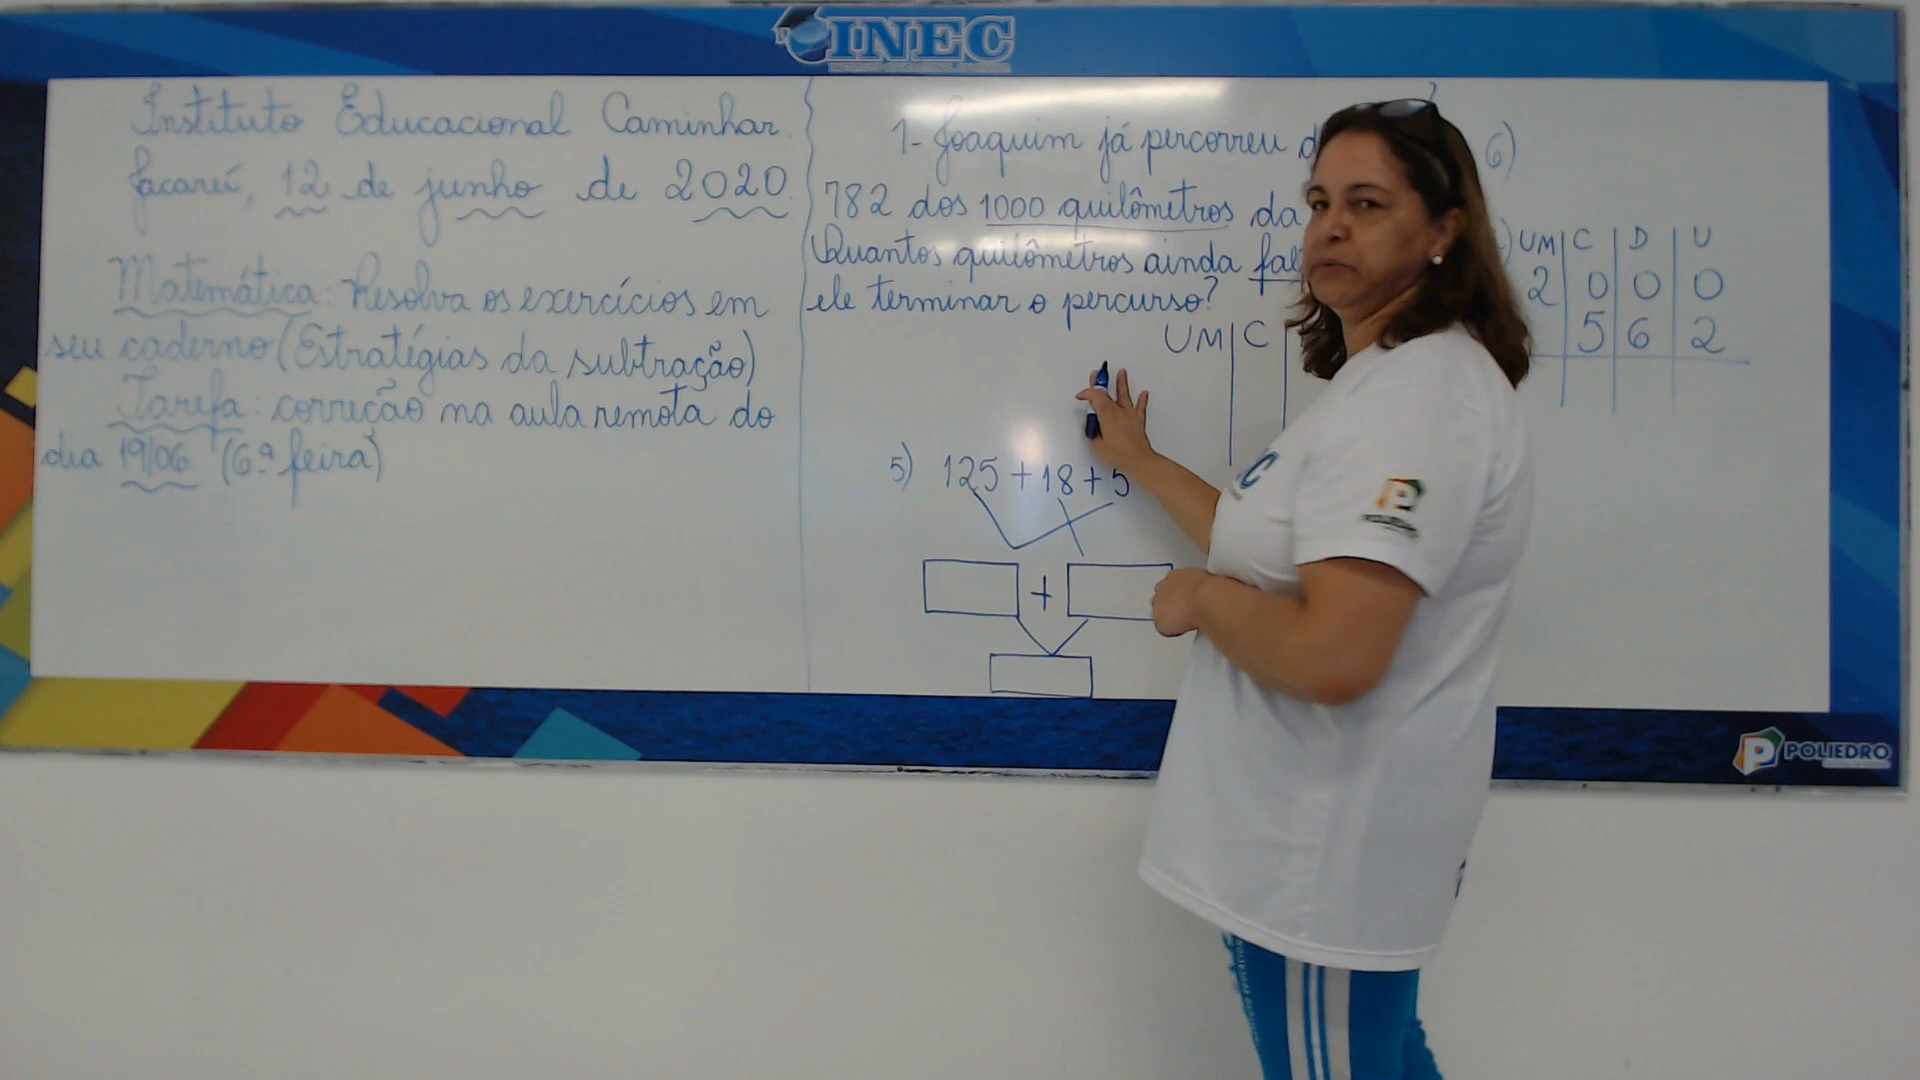 INEC
Instituto Educacional Caminhar.
Jacareí, 12 de junho de 2020.
Matemática: Resolva os exercícios em
seu caderno (Estratégias da subtração)
Tarefa: correção na aula remota do
dia 19/06 (6.ª feira)
1- Joaquim já percorreu
782 dos 1000 quilômetros da
Quantos quilômetros ainda
ele terminar o percurso?
UM C
5) 125 + 18 + 5
+
6)
UM C D U
2 0 0 0
5 6 2
POLIEDRO